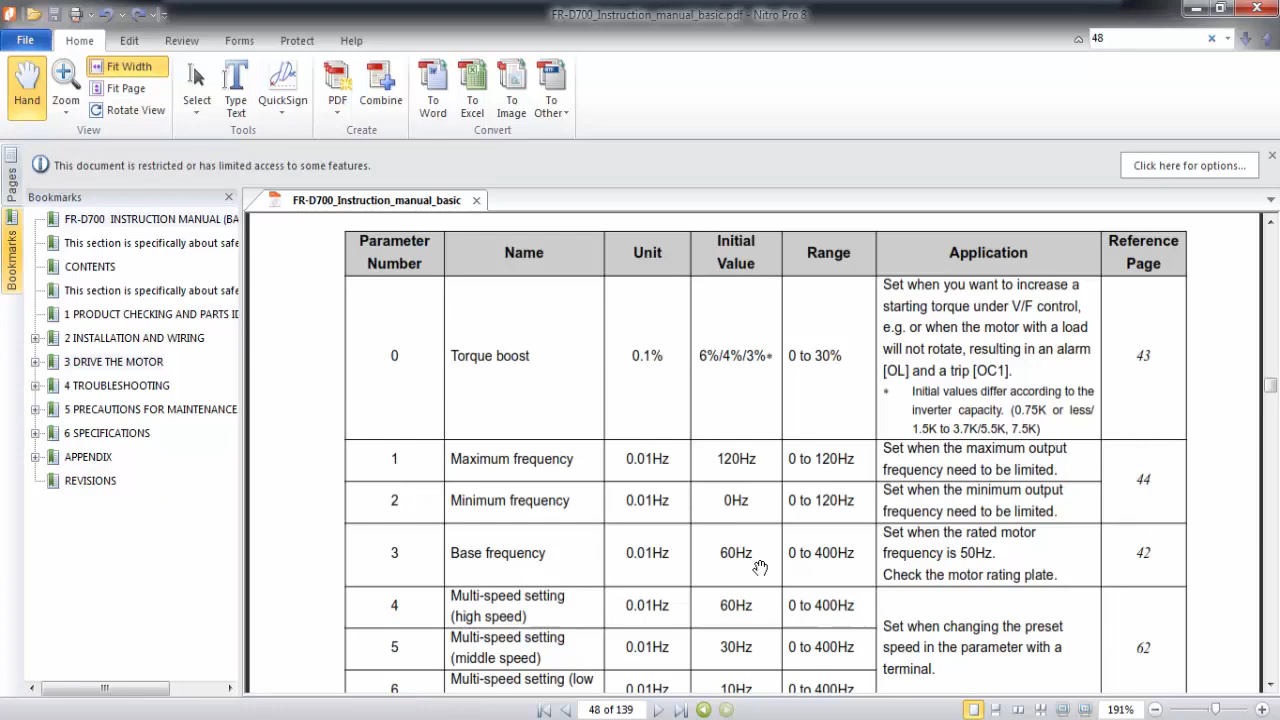 FR-D700_Instruction_manual_basic.pdf - Nitro Pro 8
File Home Edit Review Forms Protect Help
48
Hand
Zoom
Fit Width
Fit Page
Rotate View
View
Select
Type
Text
QuickSign
Tools
PDF
Combine
Create
To
Word
To
Excel
To
Image
To
Other
Convert
This document is restricted or has limited access to some features.
Click here for options...
Pages
Bookmarks
Bookmarks
FR-D700 INSTRUCTION MANUAL (BA
This section is specifically about safe
CONTENTS
This section is specifically about safe
1 PRODUCT CHECKING AND PARTS ID
2 INSTALLATION AND WIRING
3 DRIVE THE MOTOR
4 TROUBLESHOOTING
5 PRECAUTIONS FOR MAINTENANCE
6 SPECIFICATIONS
APPENDIX
REVISIONS
FR-D700_Instruction_manual_basic
Parameter
Number
Name
Unit
Initial
Value
Range
Application
Reference
Page
0
Torque boost
0.1%
6%/4%/3%*
0 to 30%
Set when you want to increase a
starting torque under V/F control,
e.g. or when the motor with a load
will not rotate, resulting in an alarm
[OL] and a trip [OC1].
* Initial values differ according to the
inverter capacity. (0.75K or less/
1.5K to 3.7K/5.5K, 7.5K)
43
1
Maximum frequency
0.01Hz
120Hz
0 to 120Hz
Set when the maximum output
frequency need to be limited.
44
2
Minimum frequency
0.01Hz
0Hz
0 to 120Hz
Set when the minimum output
frequency need to be limited.
3
Base frequency
0.01Hz
60Hz
0 to 400Hz
Set when the rated motor
frequency is 50Hz.
Check the motor rating plate.
42
4
Multi-speed setting
(high speed)
0.01Hz
60Hz
0 to 400Hz
Set when changing the preset
speed in the parameter with a
terminal.
62
5
Multi-speed setting
(middle speed)
0.01Hz
30Hz
0 to 400Hz
6
Multi-speed setting (low
0.01Hz
10Hz
0 to 400Hz
48 of 139
191%